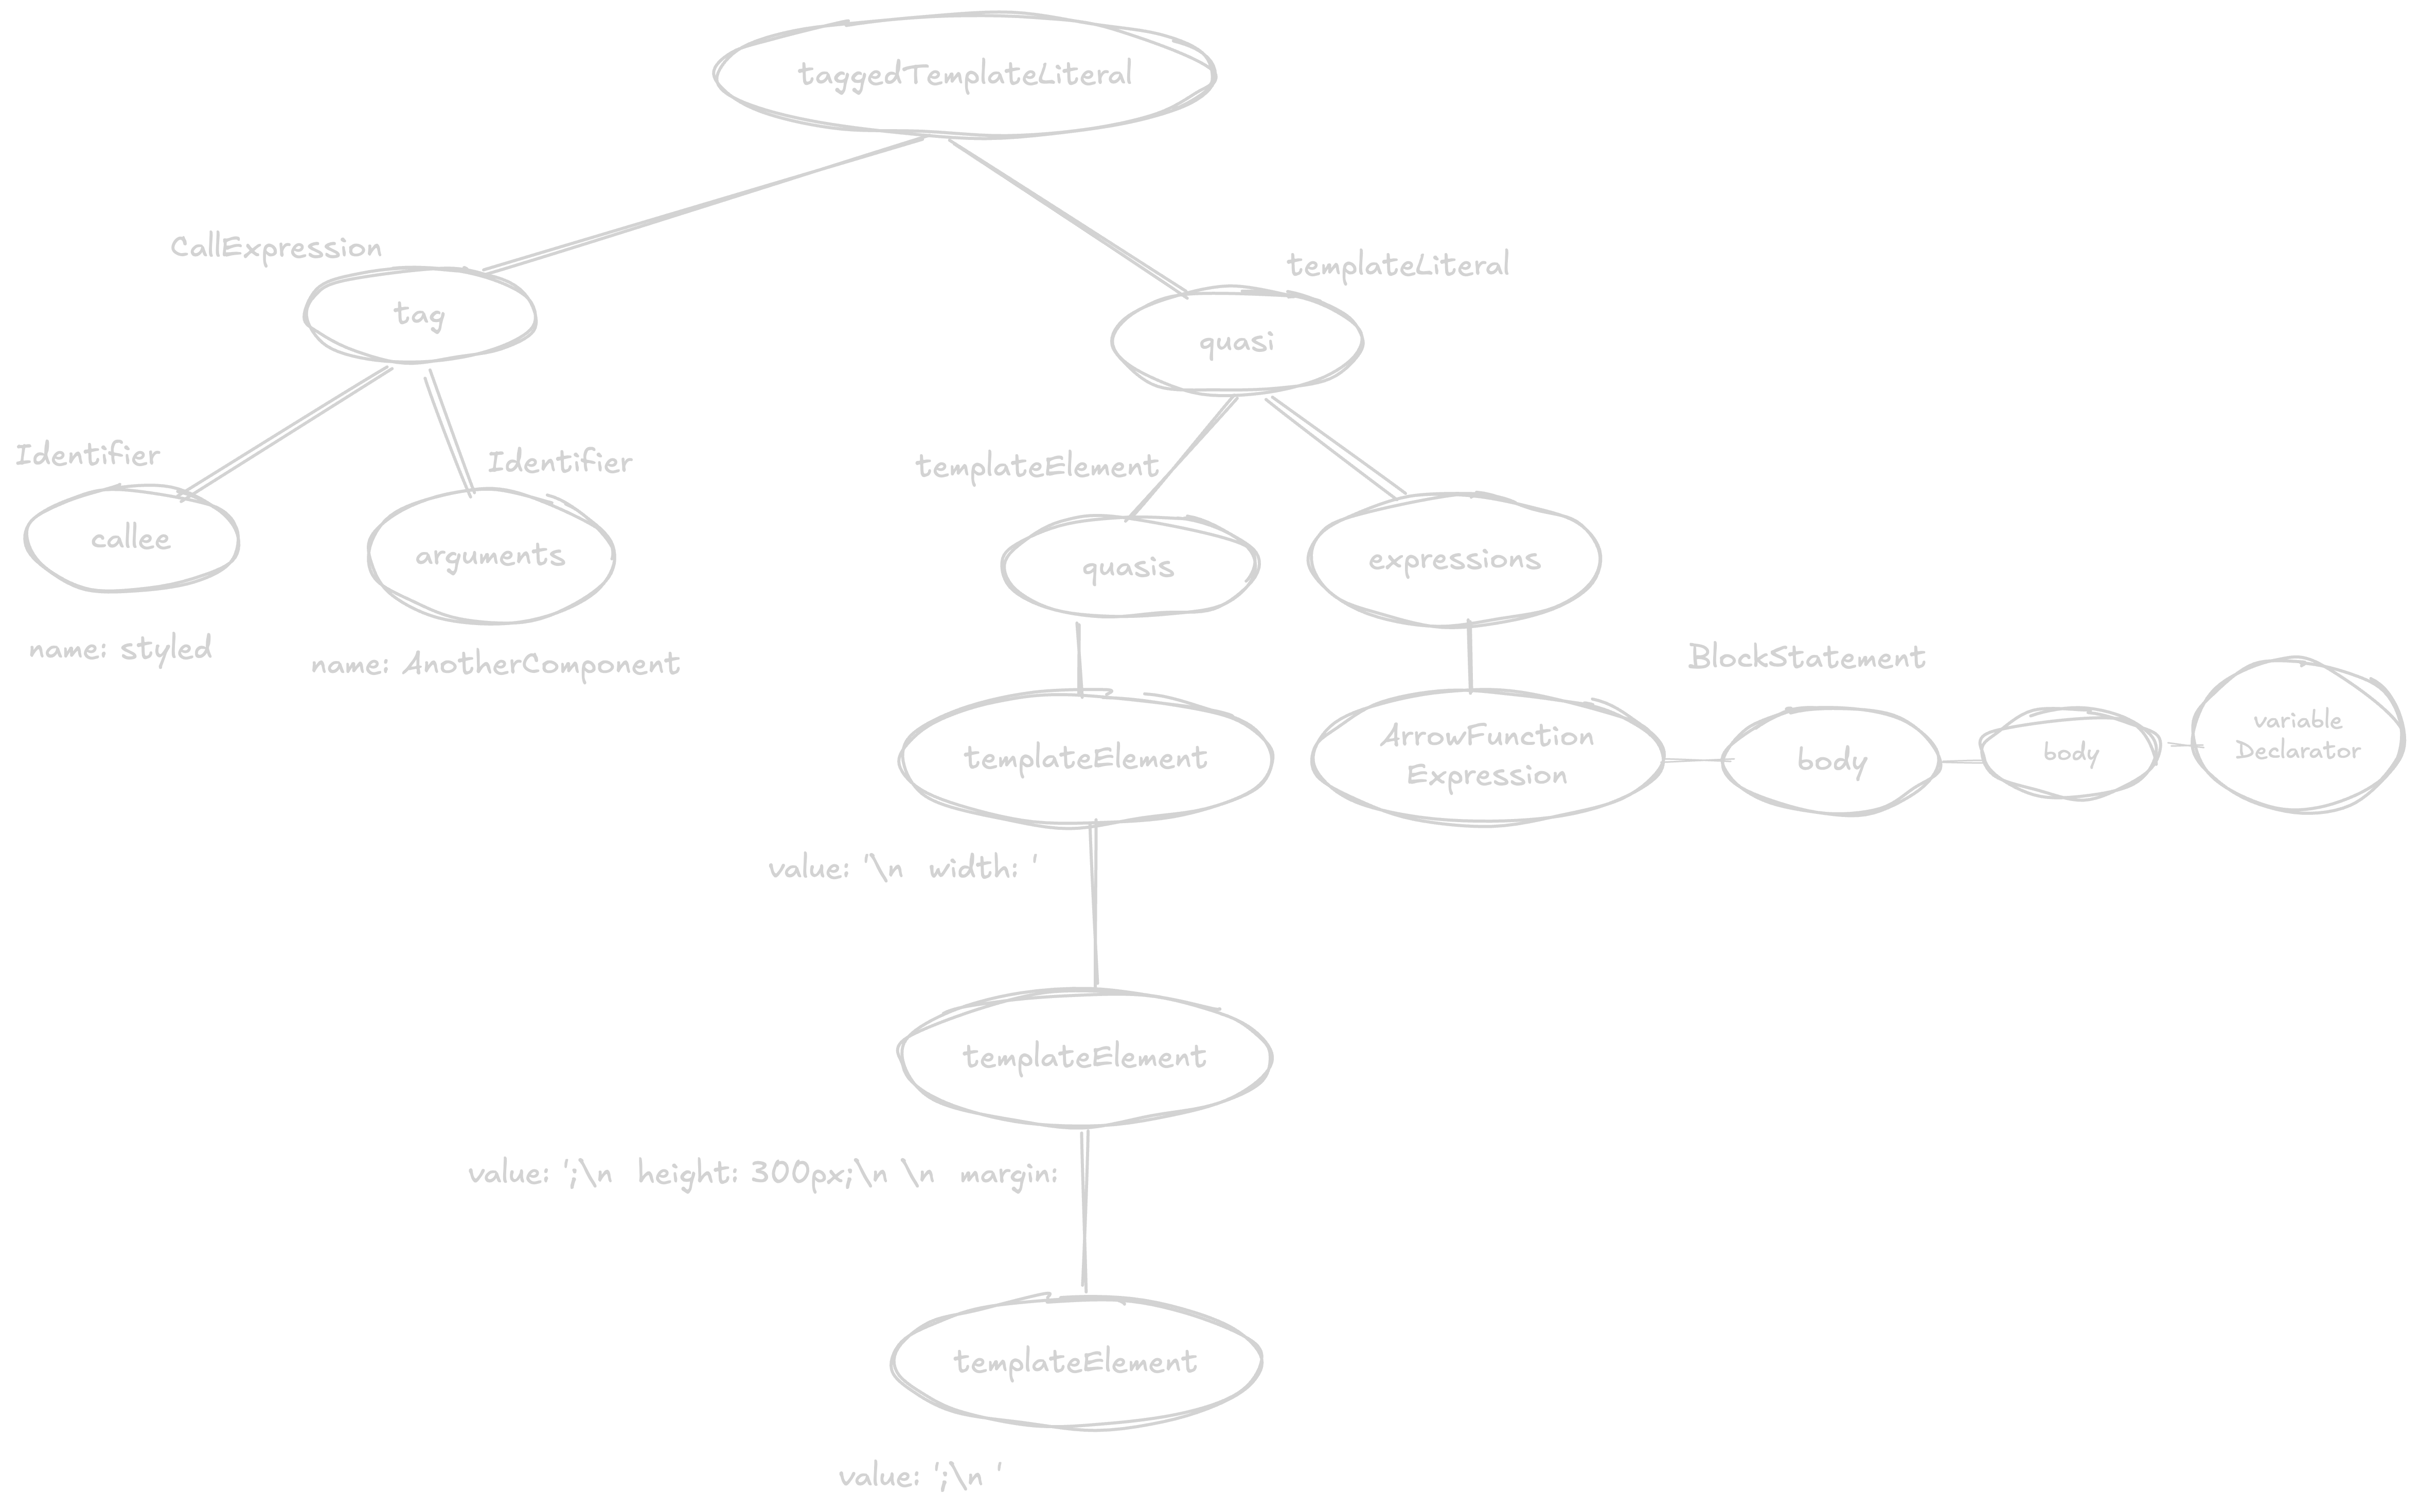 taggedTemplateLiteral
CallExpression
templateLiteral
tag
quasi
Identifier
Identifier
templateElement
callee
arguments
quasis
expressions
name: styled
name: AntherComponent
BlockStatement
templateElement
ArrowFunction
Expression
body
body
Variable
Declarator
value: '\n width: '
templateElement
value: ';\n height: 300px;\n \n margin:
templateElement
value: ';\n '